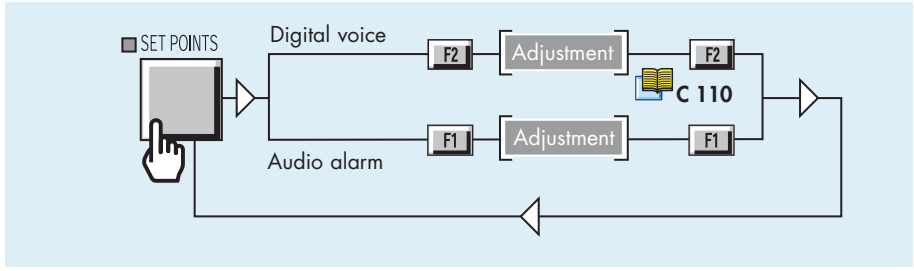 SET POINTS
Digital voice
F2
Adjustment
F2
C 110
F1
Adjustment
F1
Audio alarm